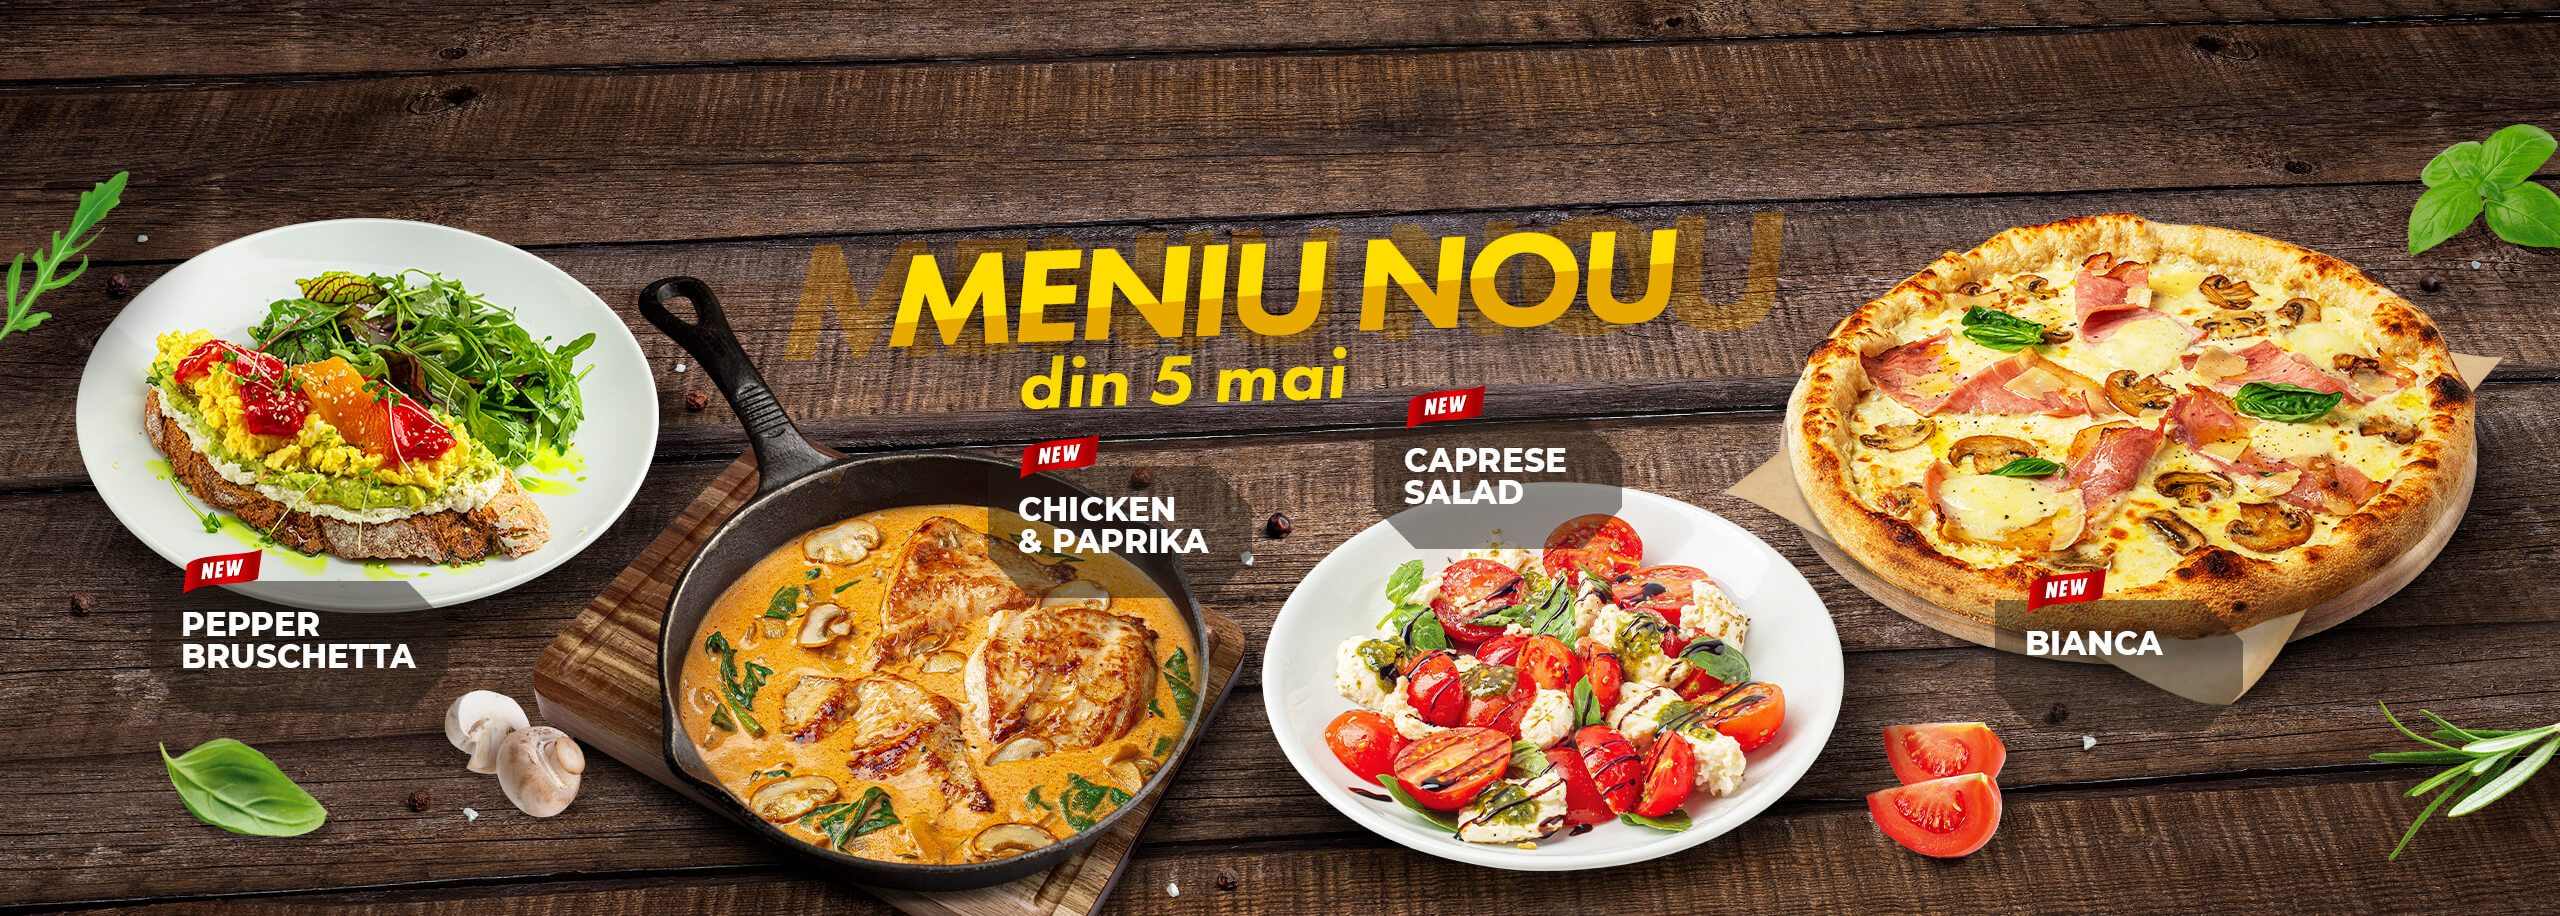 MENIU NOU
din 5 mai
NEW
PEPPER
BRUSCHETTA
NEW
CHICKEN
& PAPRIKA
NEW
CAPRESE
SALAD
NEW
BIANCA